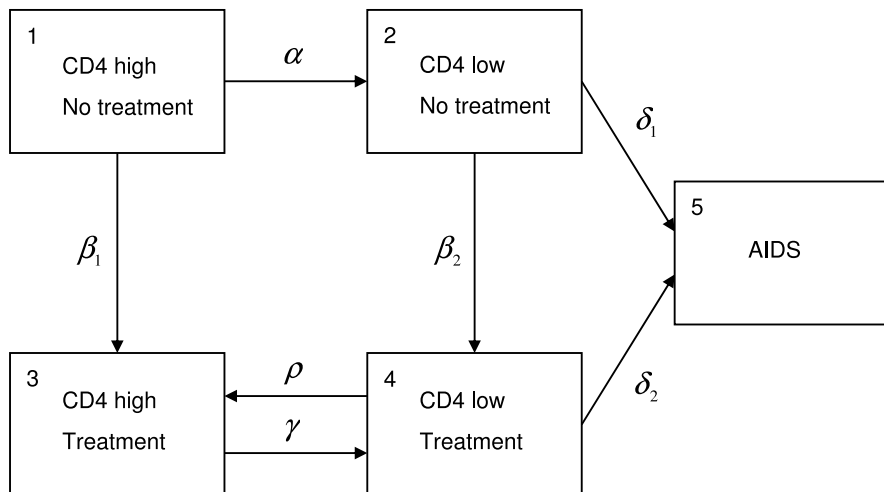 1
CD4 high
No treatment
α
2
CD4 low
No treatment
δ₁
5
AIDS
β₁
β₂
3
CD4 high
Treatment
ρ
γ
4
CD4 low
Treatment
δ₂